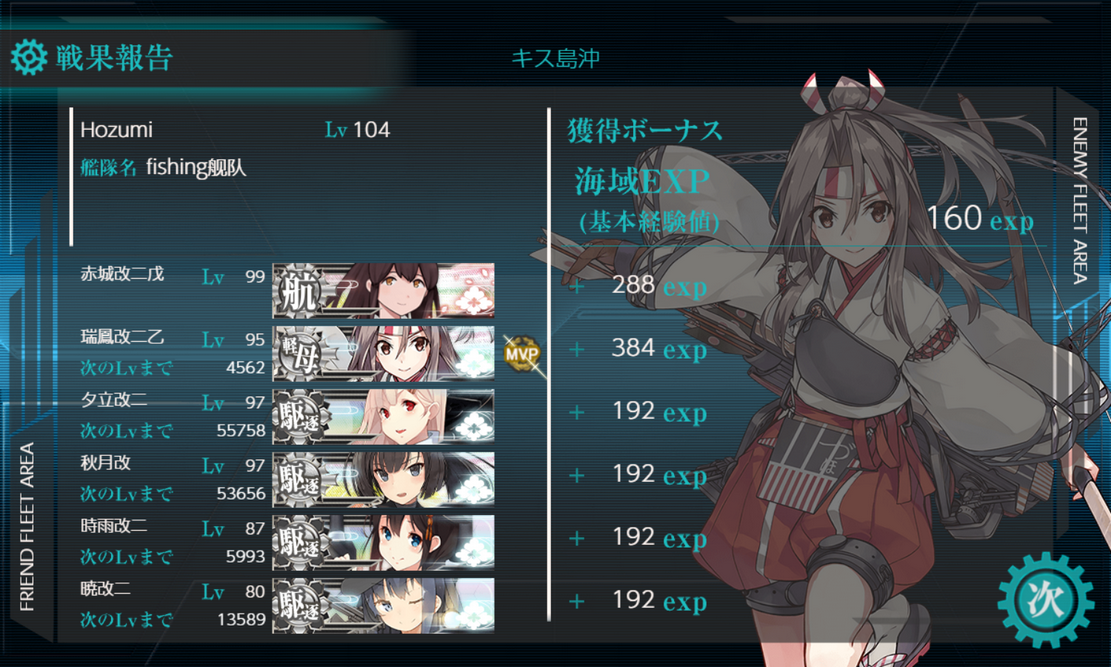 戦果報告
キス島沖
Hozumi Lv 104
艦隊名 fishing舰队
獲得ボーナス
海域EXP
(基本経験値)
160 exp
赤城改二戊 Lv 99
航
+ 288 exp
瑞鳳改二乙 Lv 95
次のLvまで 4562
軽母
MVP
+ 384 exp
夕立改二 Lv 97
次のLvまで 55758
駆逐
+ 192 exp
秋月改 Lv 97
次のLvまで 53656
駆逐
+ 192 exp
時雨改二 Lv 87
次のLvまで 5993
駆逐
+ 192 exp
暁改二 Lv 80
次のLvまで 13589
駆逐
+ 192 exp
づほ
次
FRIEND FLEET AREA
ENEMY FLEET AREA